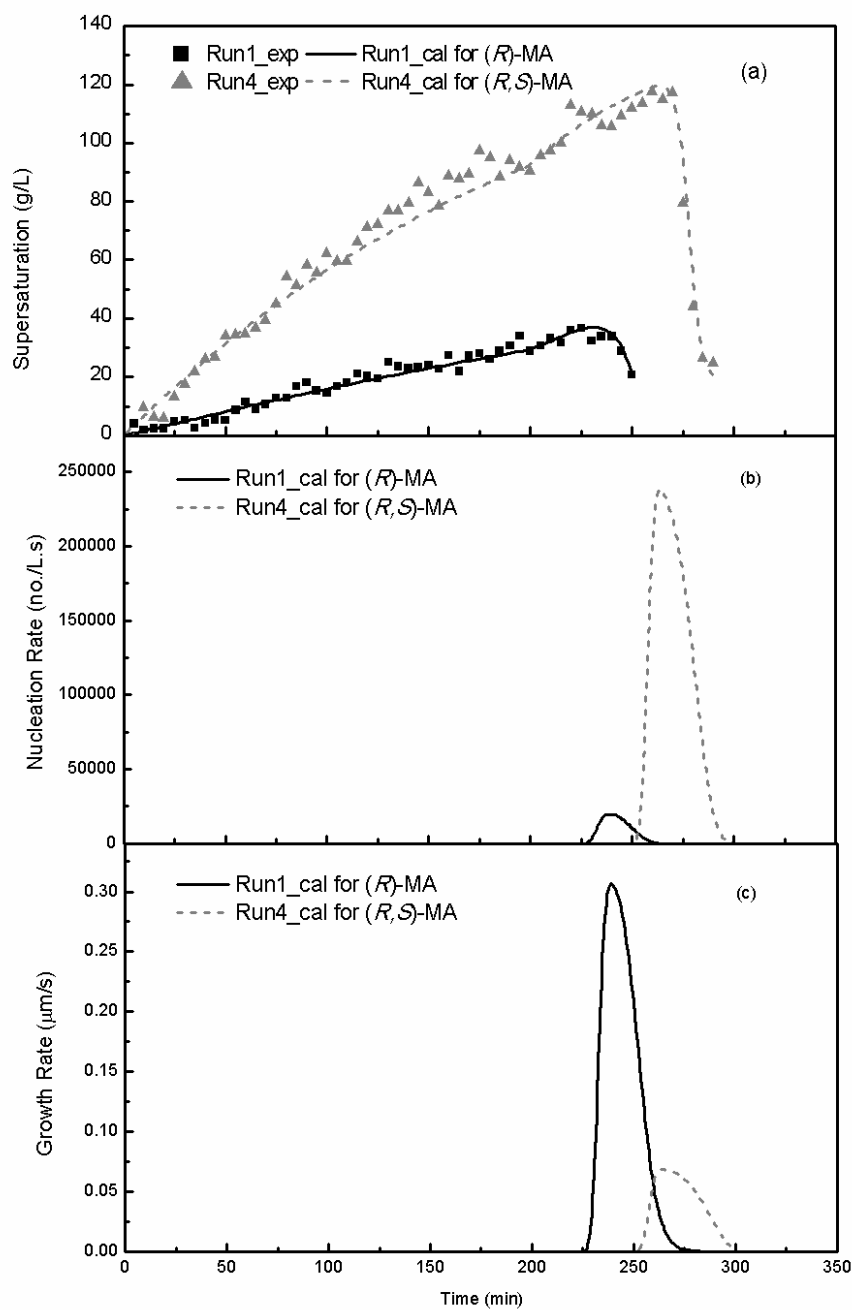 140
Run1_exp Run1_cal for (R)-MA
Run4_exp Run4_cal for (R,S)-MA
(a)
120
100
80
60
40
20
0
Supersaturation (g/L)
250000
Run1_cal for (R)-MA
(b)
Run4_cal for (R,S)-MA
200000
150000
100000
50000
0
Nucleation Rate (no./L.s)
Run1_cal for (R)-MA
(c)
Run4_cal for (R,S)-MA
0.30
0.25
0.20
0.15
0.10
0.05
0.00
Growth Rate (μm/s)
0 50 100 150 200 250 300 350
Time (min)